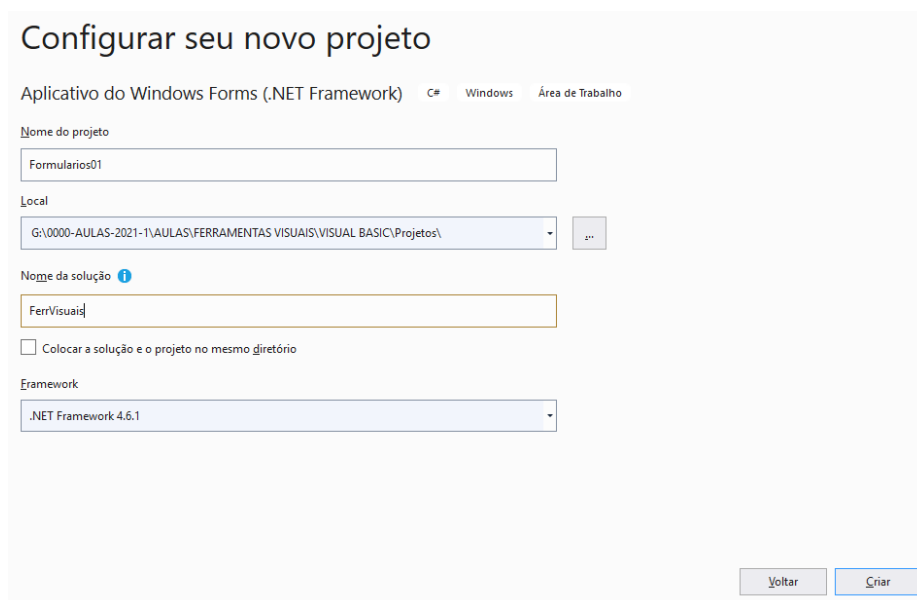 Configurar seu novo projeto
Aplicativo do Windows Forms (.NET Framework) C# Windows Área de Trabalho
Nome do projeto
Formularios01
Local
G:\0000-AULAS-2021-1\AULAS\FERRAMENTAS VISUAIS\VISUAL BASIC\Projetos\
...
Nome da solução
FerrVisuais
Colocar a solução e o projeto no mesmo diretório
Framework
.NET Framework 4.6.1
Voltar Criar